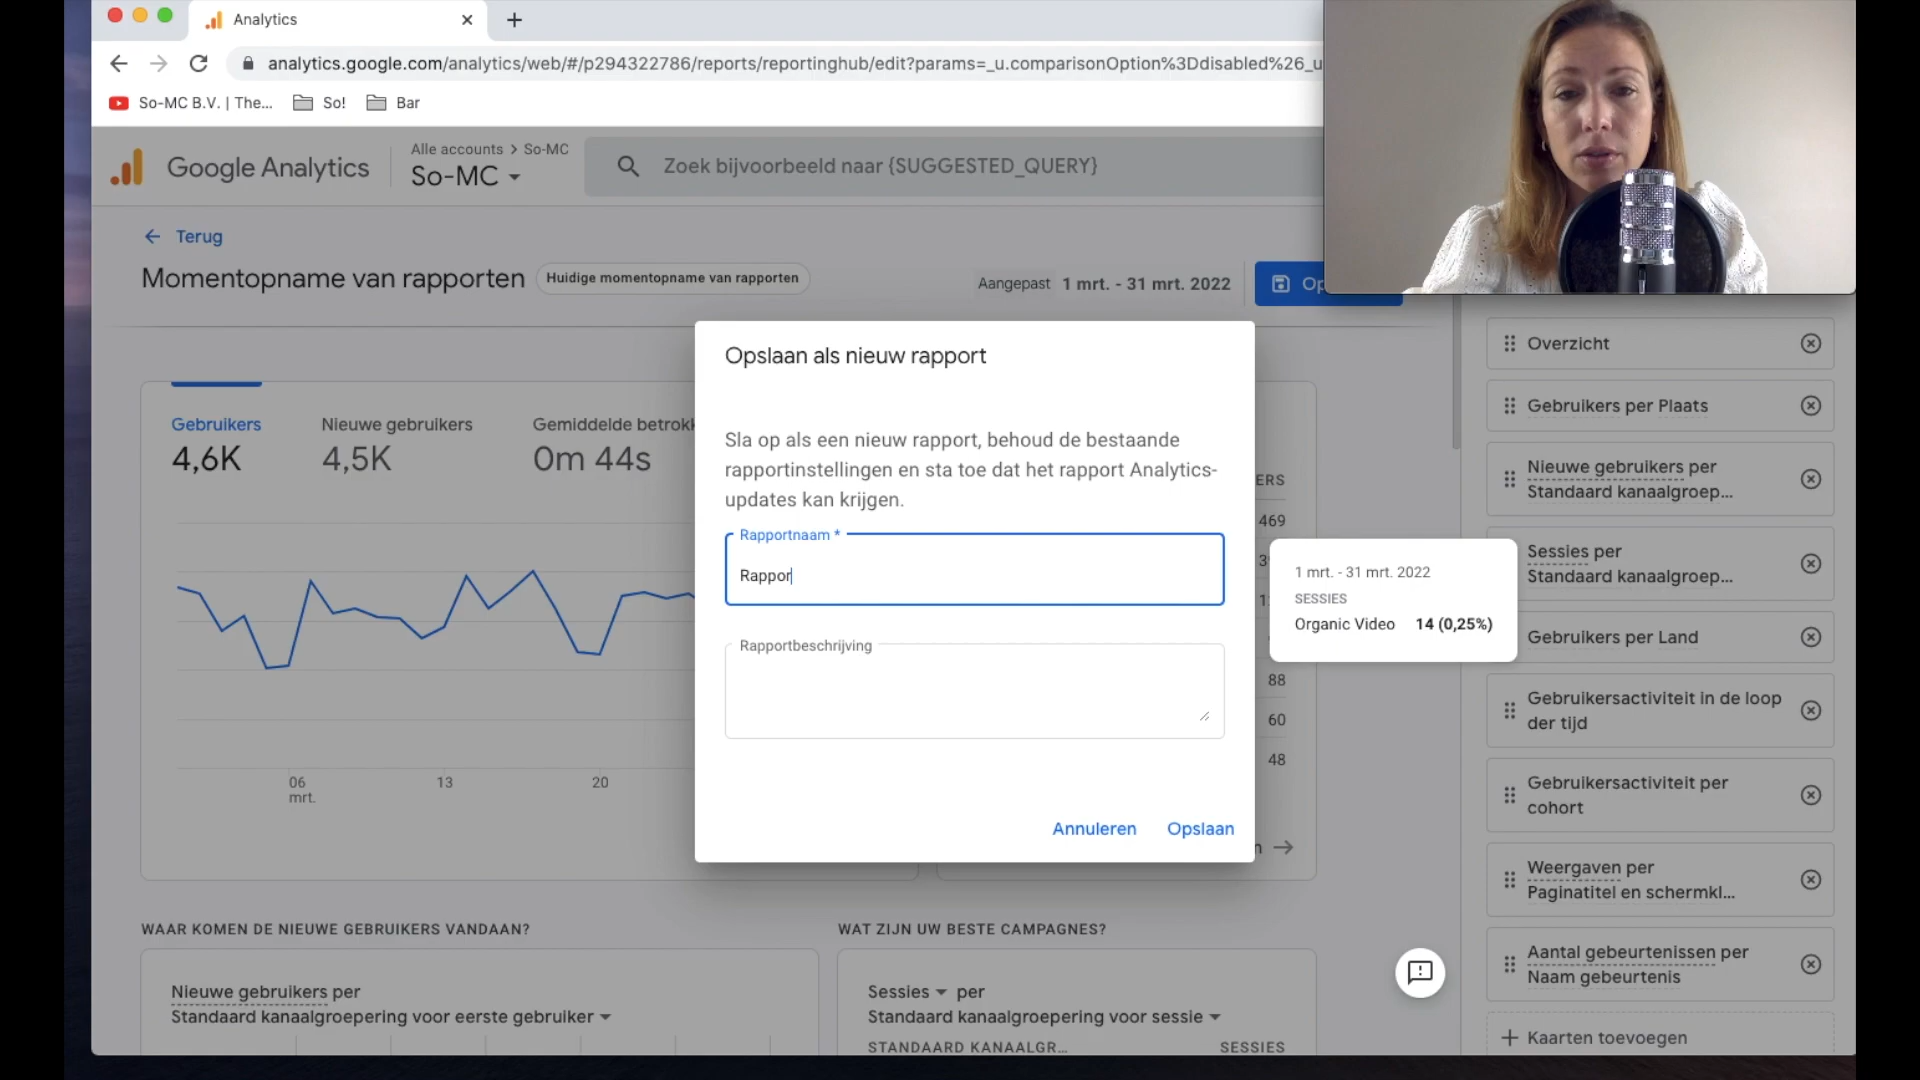 Analytics
analytics.google.com/analytics/web/#/p294322786/reports/reportinghub/edit?params=_u.comparisonOption%3Ddisabled%26_u
So-MC B.V. | The...
So!
Bar
Google Analytics
Alle accounts > So-MC
So-MC
Zoek bijvoorbeeld naar {SUGGESTED_QUERY}
Terug
Momentopname van rapporten
Huidige momentopname van rapporten
Aangepast 1 mrt. - 31 mrt. 2022
Op
Gebruikers
4,6K
Nieuwe gebruikers
4,5K
Gemiddelde betrokk
0m 44s
06
mrt.
13
20
Opslaan als nieuw rapport
Sla op als een nieuw rapport, behoud de bestaande
rapportinstellingen en sta toe dat het rapport Analytics-
updates kan krijgen.
Rapportnaam *
Rappor
Rapportbeschrijving
Annuleren
Opslaan
ERS
469
88
60
48
1 mrt. - 31 mrt. 2022
SESSIES
Organic Video 14 (0,25%)
Overzicht
Gebruikers per Plaats
Nieuwe gebruikers per
Standaard kanaalgroep...
Sessies per
Standaard kanaalgroep...
Gebruikers per Land
Gebruikersactiviteit in de loop
der tijd
Gebruikersactiviteit per
cohort
Weergaven per
Paginatitel en schermkl...
Aantal gebeurtenissen per
Naam gebeurtenis
Kaarten toevoegen
WAAR KOMEN DE NIEUWE GEBRUIKERS VANDAAN?
Nieuwe gebruikers per
Standaard kanaalgroepering voor eerste gebruiker
WAT ZIJN UW BESTE CAMPAGNES?
Sessies per
Standaard kanaalgroepering voor sessie
STANDAARD KANAALGR...
SESSIES